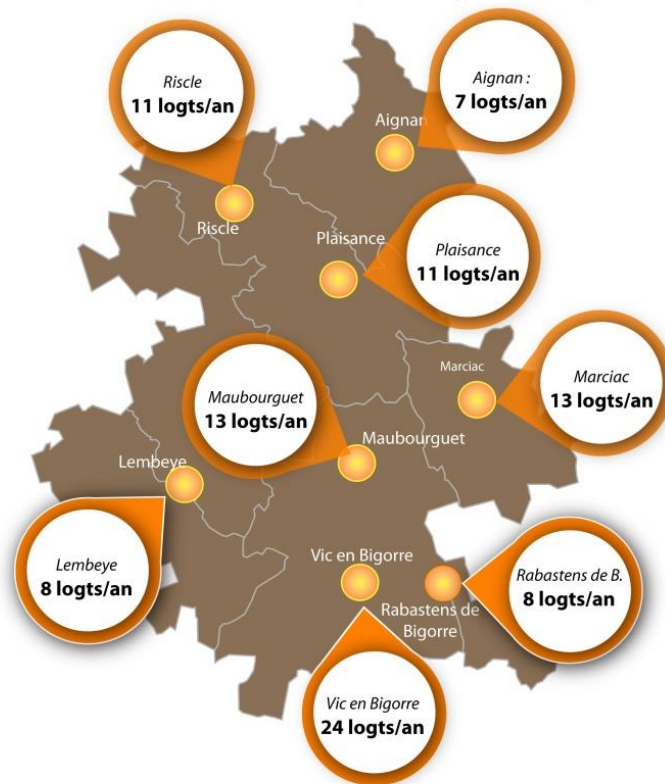 Riscle
11 logts/an
Aignan :
7 logts/an
Aignan
Riscle
Plaisance
Plaisance
11 logts/an
Marciac
Marciac
13 logts/an
Maubourguet
13 logts/an
Maubourguet
Lembeye
Lembeye
8 logts/an
Vic en Bigorre
Rabastens de
Bigorre
Rabastens de B.
8 logts/an
Vic en Bigorre
24 logts/an